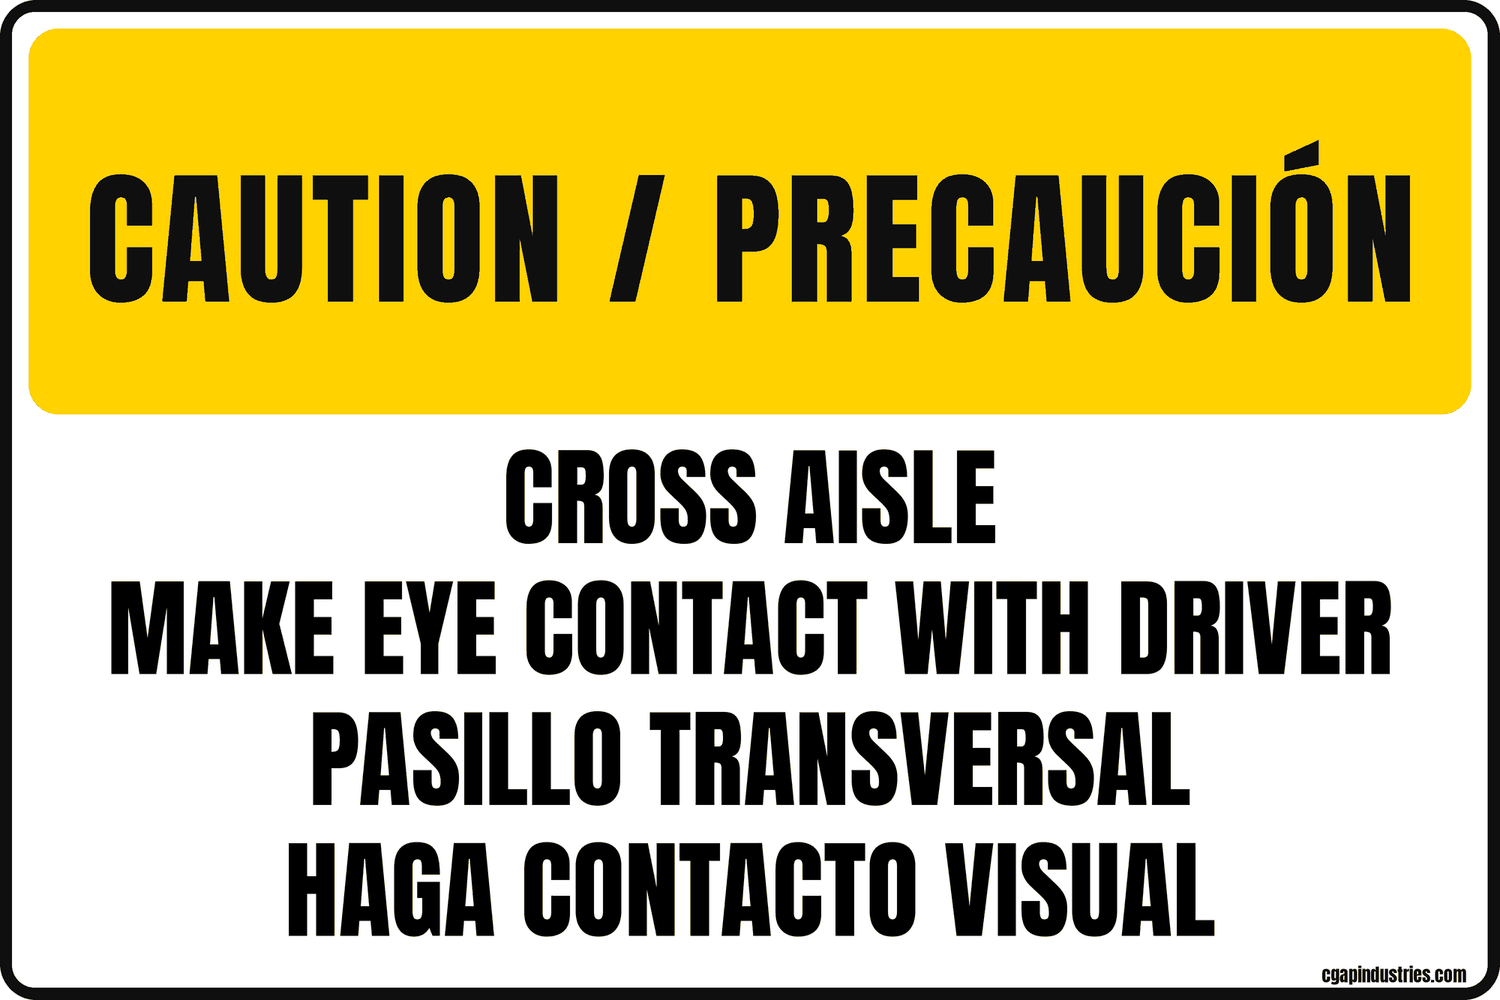 CAUTION / PRECAUCIÓN
CROSS AISLE
MAKE EYE CONTACT WITH DRIVER
PASILLO TRANSVERSAL
HAGA CONTACTO VISUAL
cgapindustries.com